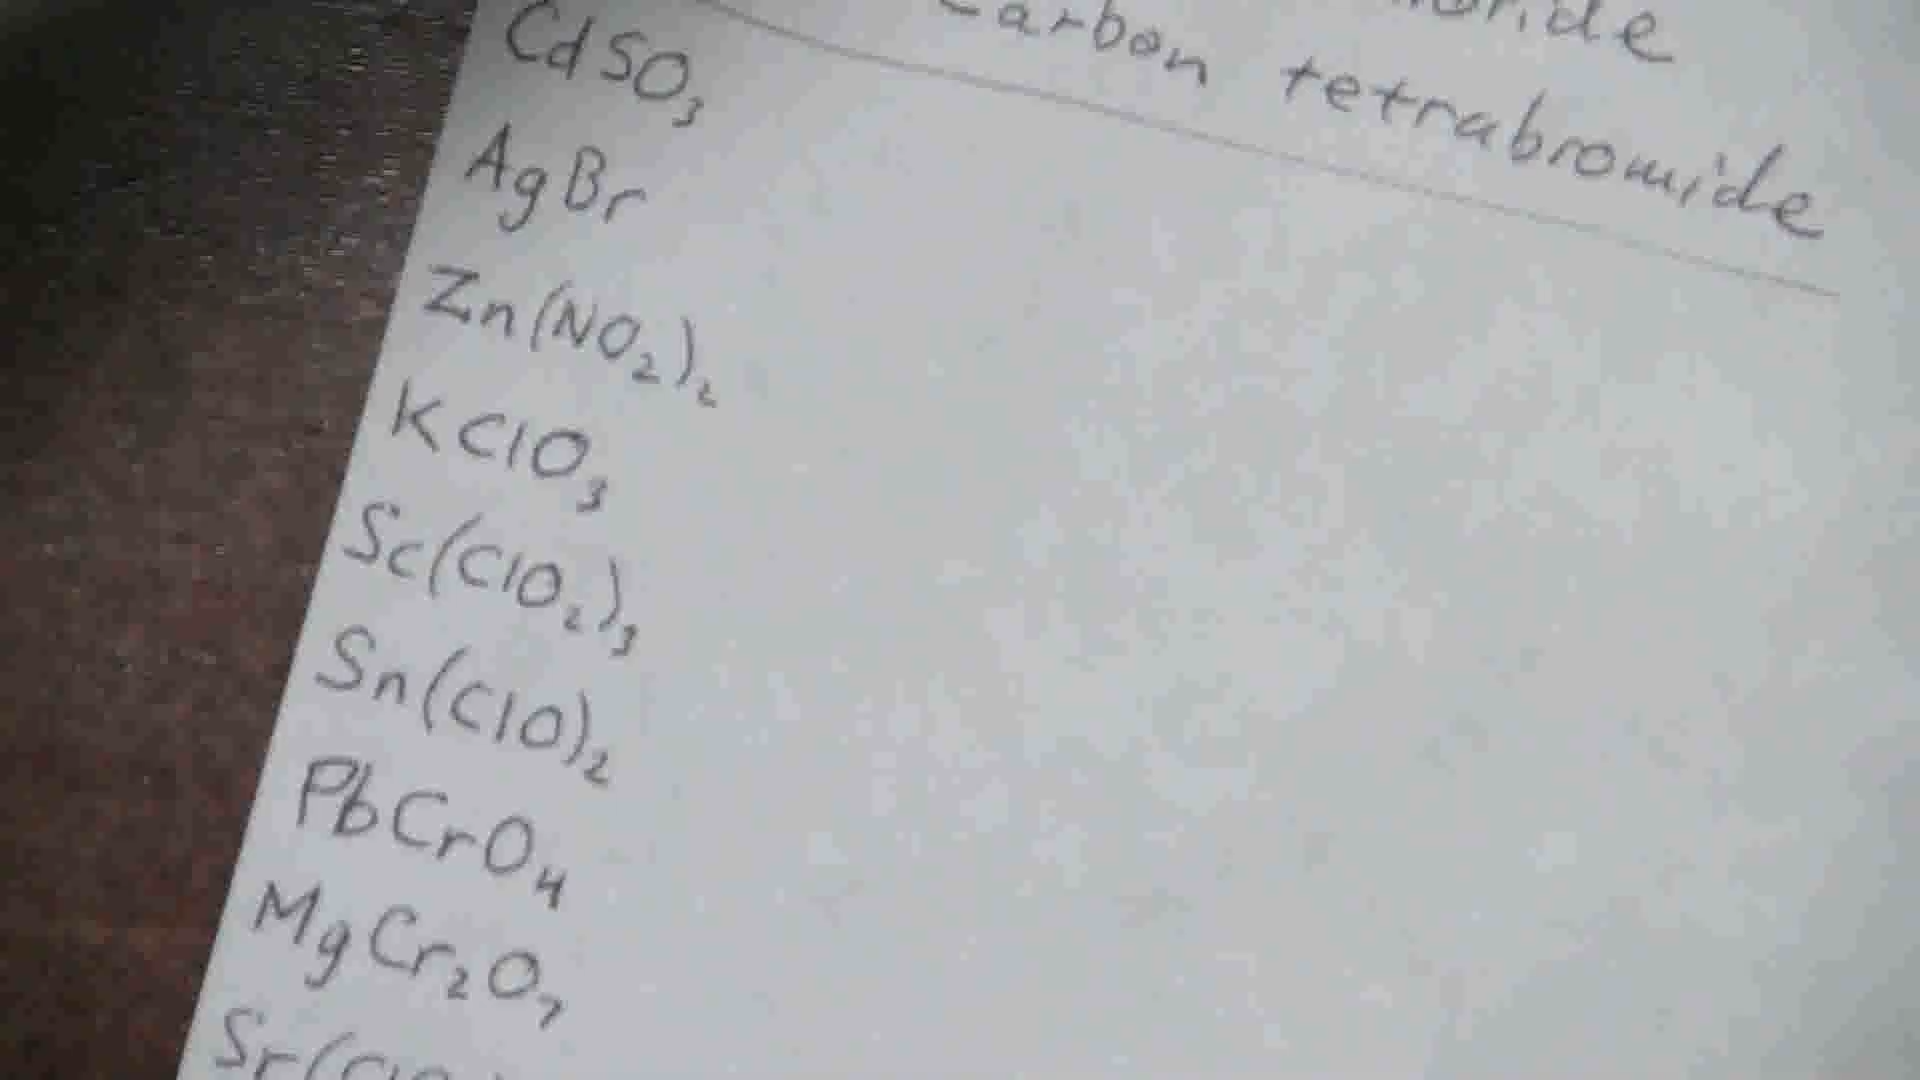 Carbon tetrabromide
CdSO₃
AgBr
Zn(NO₂)₂
KClO₃
Sc(ClO₂)₃
Sn(ClO)₂
PbCrO₄
MgCr₂O₇